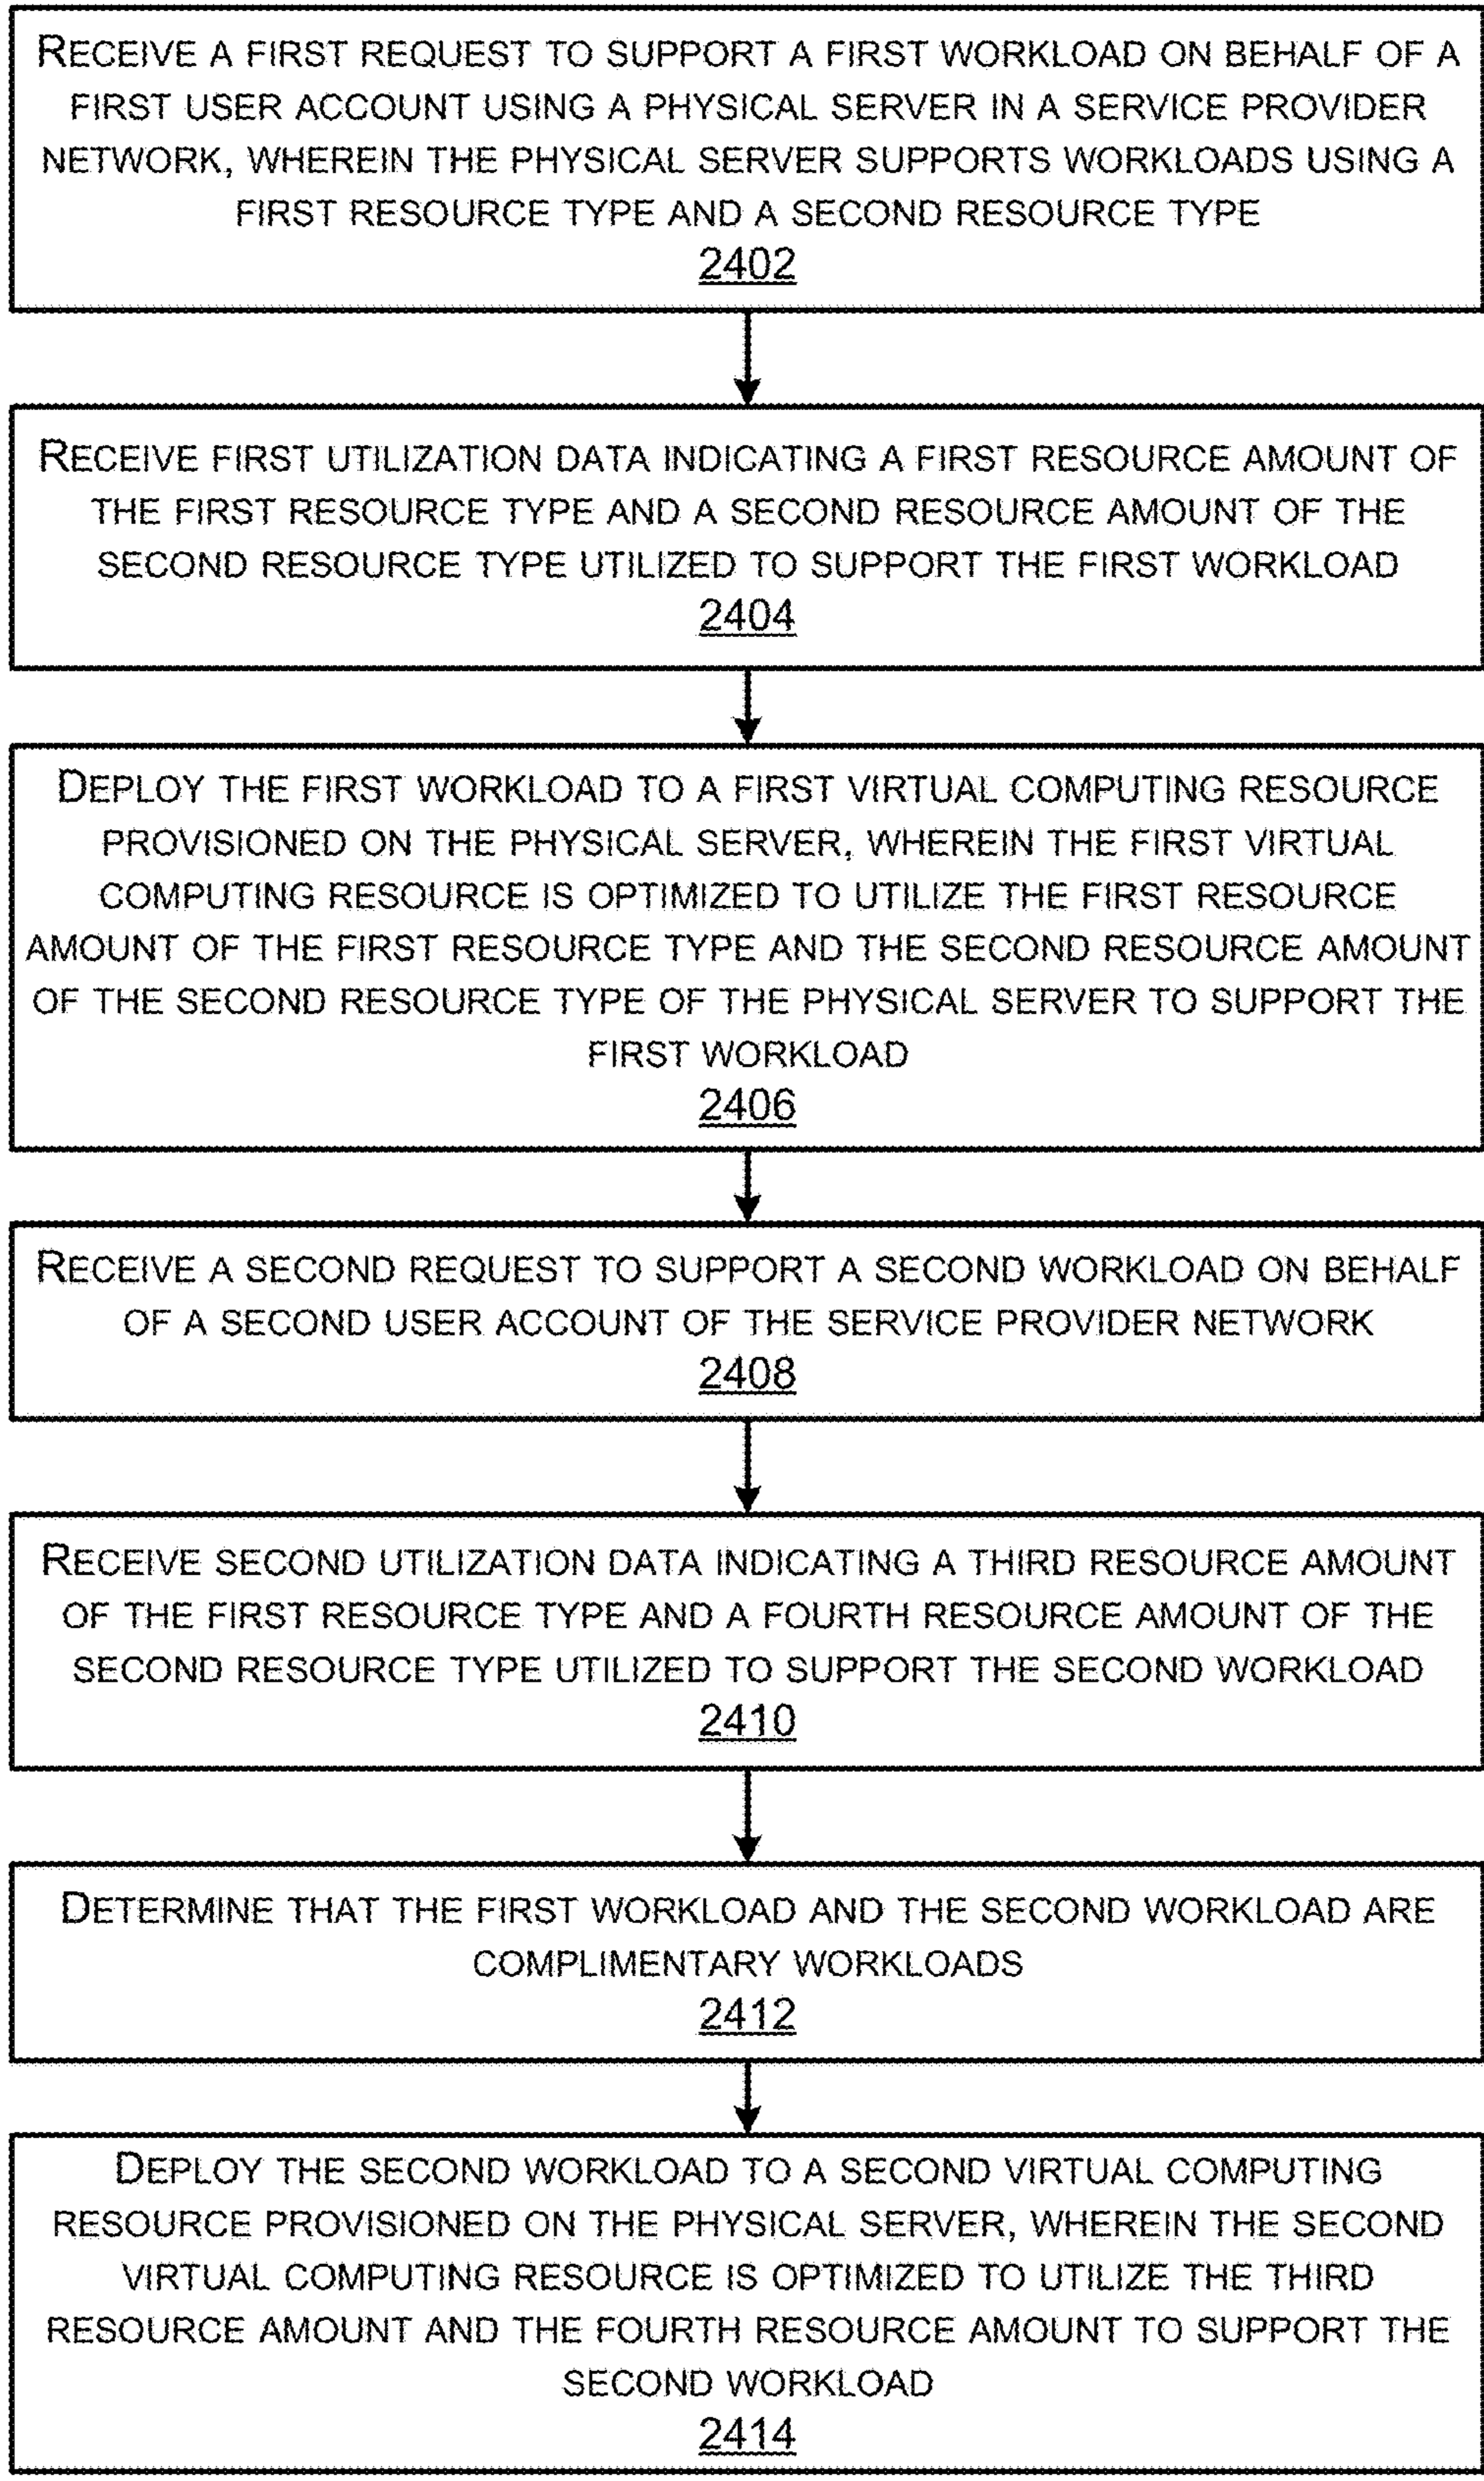 RECEIVE A FIRST REQUEST TO SUPPORT A FIRST WORKLOAD ON BEHALF OF A
FIRST USER ACCOUNT USING A PHYSICAL SERVER IN A SERVICE PROVIDER
NETWORK, WHEREIN THE PHYSICAL SERVER SUPPORTS WORKLOADS USING A
FIRST RESOURCE TYPE AND A SECOND RESOURCE TYPE
2402
RECEIVE FIRST UTILIZATION DATA INDICATING A FIRST RESOURCE AMOUNT OF
THE FIRST RESOURCE TYPE AND A SECOND RESOURCE AMOUNT OF THE
SECOND RESOURCE TYPE UTILIZED TO SUPPORT THE FIRST WORKLOAD
2404
DEPLOY THE FIRST WORKLOAD TO A FIRST VIRTUAL COMPUTING RESOURCE
PROVISIONED ON THE PHYSICAL SERVER, WHEREIN THE FIRST VIRTUAL
COMPUTING RESOURCE IS OPTIMIZED TO UTILIZE THE FIRST RESOURCE
AMOUNT OF THE FIRST RESOURCE TYPE AND THE SECOND RESOURCE AMOUNT
OF THE SECOND RESOURCE TYPE OF THE PHYSICAL SERVER TO SUPPORT THE
FIRST WORKLOAD
2406
RECEIVE A SECOND REQUEST TO SUPPORT A SECOND WORKLOAD ON BEHALF
OF A SECOND USER ACCOUNT OF THE SERVICE PROVIDER NETWORK
2408
RECEIVE SECOND UTILIZATION DATA INDICATING A THIRD RESOURCE AMOUNT
OF THE FIRST RESOURCE TYPE AND A FOURTH RESOURCE AMOUNT OF THE
SECOND RESOURCE TYPE UTILIZED TO SUPPORT THE SECOND WORKLOAD
2410
DETERMINE THAT THE FIRST WORKLOAD AND THE SECOND WORKLOAD ARE
COMPLIMENTARY WORKLOADS
2412
DEPLOY THE SECOND WORKLOAD TO A SECOND VIRTUAL COMPUTING
RESOURCE PROVISIONED ON THE PHYSICAL SERVER, WHEREIN THE SECOND
VIRTUAL COMPUTING RESOURCE IS OPTIMIZED TO UTILIZE THE THIRD
RESOURCE AMOUNT AND THE FOURTH RESOURCE AMOUNT TO SUPPORT THE
SECOND WORKLOAD
2414